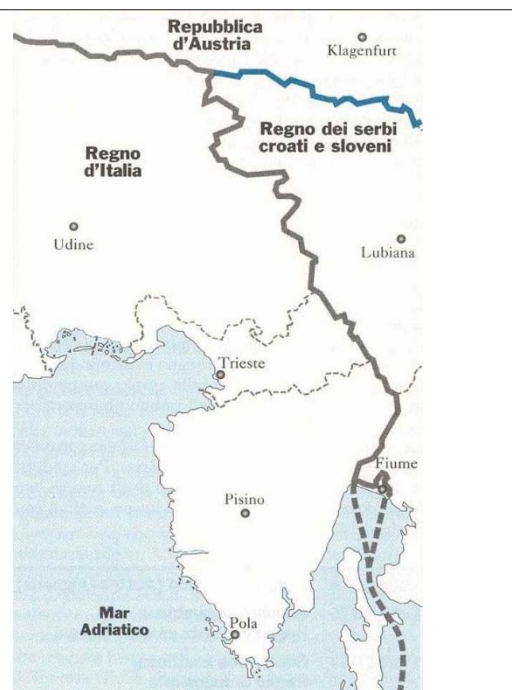 Repubblica
d'Austria
Klagenfurt
Regno dei serbi
croati e sloveni
Regno
d'Italia
Udine
Lubiana
Trieste
Fiume
Pisino
Mar
Adriatico
Pola